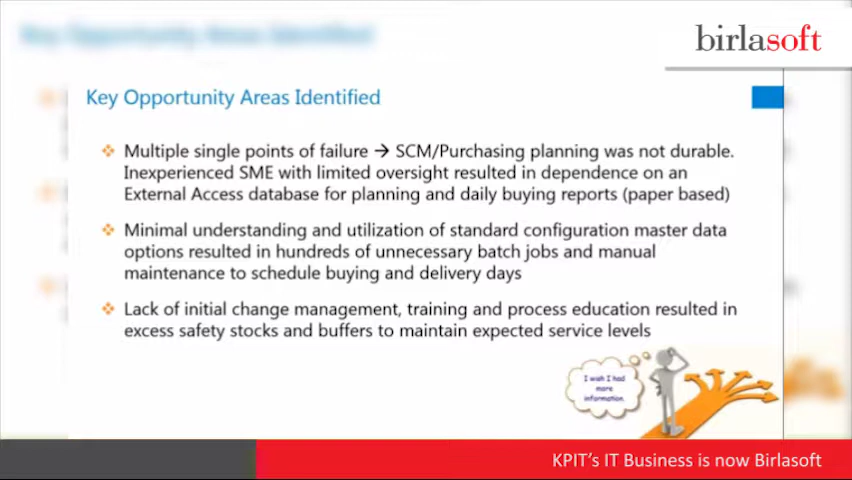 Key Opportunity Areas Identified
birlasoft
Key Opportunity Areas Identified
❖ Multiple single points of failure → SCM/Purchasing planning was not durable.
Inexperienced SME with limited oversight resulted in dependence on an
External Access database for planning and daily buying reports (paper based)
❖ Minimal understanding and utilization of standard configuration master data
options resulted in hundreds of unnecessary batch jobs and manual
maintenance to schedule buying and delivery days
❖ Lack of initial change management, training and process education resulted in
excess safety stocks and buffers to maintain expected service levels
I wish I had
more
information.
KPIT's IT Business is now Birlasoft